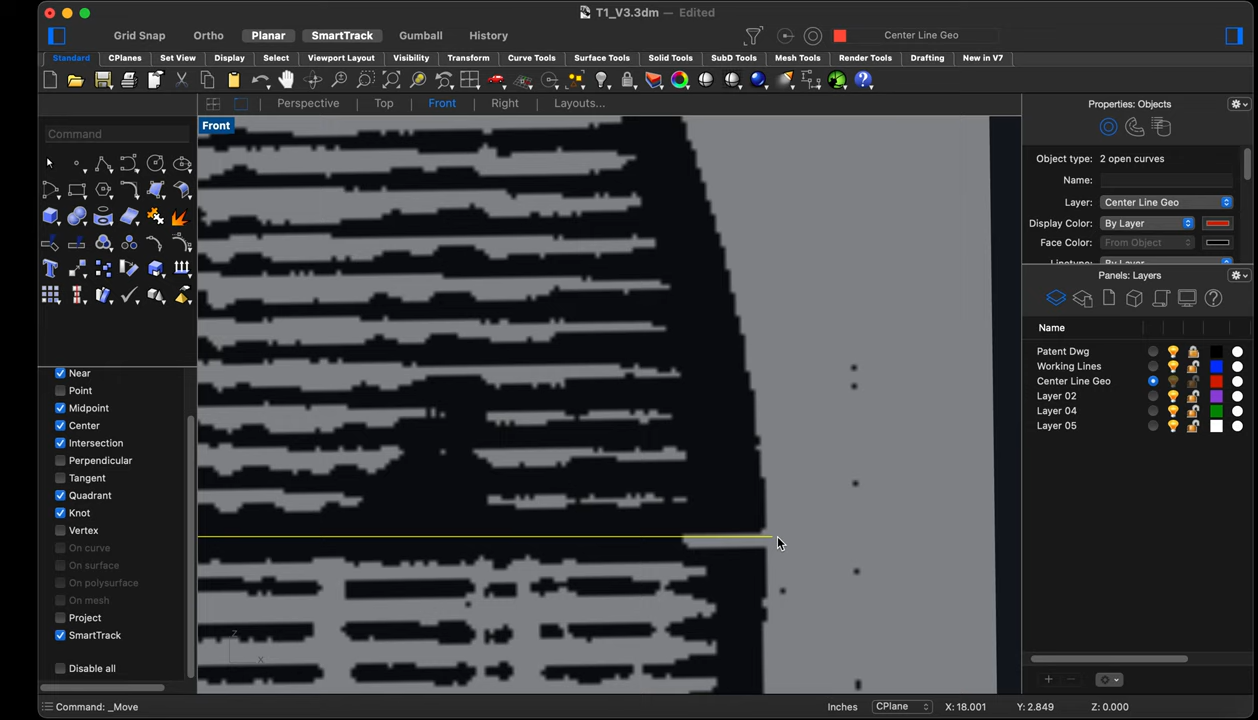 T1_V3.3dm — Edited
Grid Snap Ortho Planar SmartTrack Gumball History Center Line Geo
Standard CPlanes Set View Display Select Viewport Layout Visibility Transform Curve Tools Surface Tools Solid Tools SubD Tools Mesh Tools Render Tools Drafting New in V7
Perspective Top Front Right Layouts...
Properties: Objects
Front
Command
Object type: 2 open curves
Name:
Layer: Center Line Geo
Display Color: By Layer
Face Color: From Object
Panels: Layers
Name
Patent Dwg
Working Lines
Center Line Geo
Layer 02
Layer 04
Layer 05
Near
Point
Midpoint
Center
Intersection
Perpendicular
Tangent
Quadrant
Knot
Vertex
On curve
On surface
On polysurface
On mesh
Project
SmartTrack
Disable all
Z
X
Command: _Move Inches CPlane X: 18.001 Y: 2.849 Z: 0.000